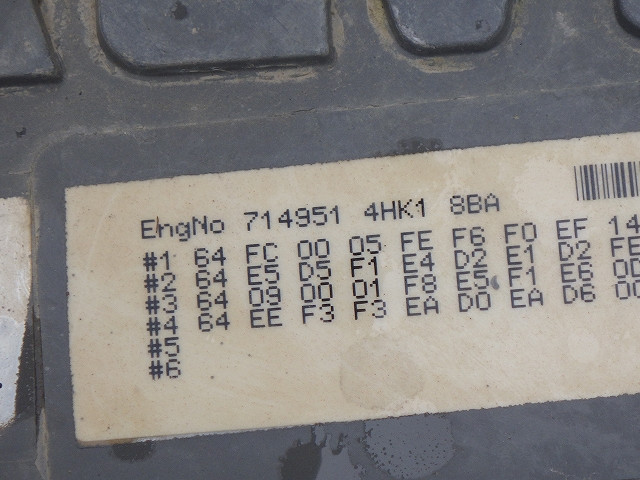 EngNo 714951 4HK1 8BA
#1 64 FC 00 05 FE F6 F0 EF 14
#2 64 E5 D5 F1 E4 D2 E1 D2 FE
#3 64 09 00 01 F8 E5 F1 E6 0D
#4 64 EE F3 F3 EA D0 EA D6 00
#5
#6